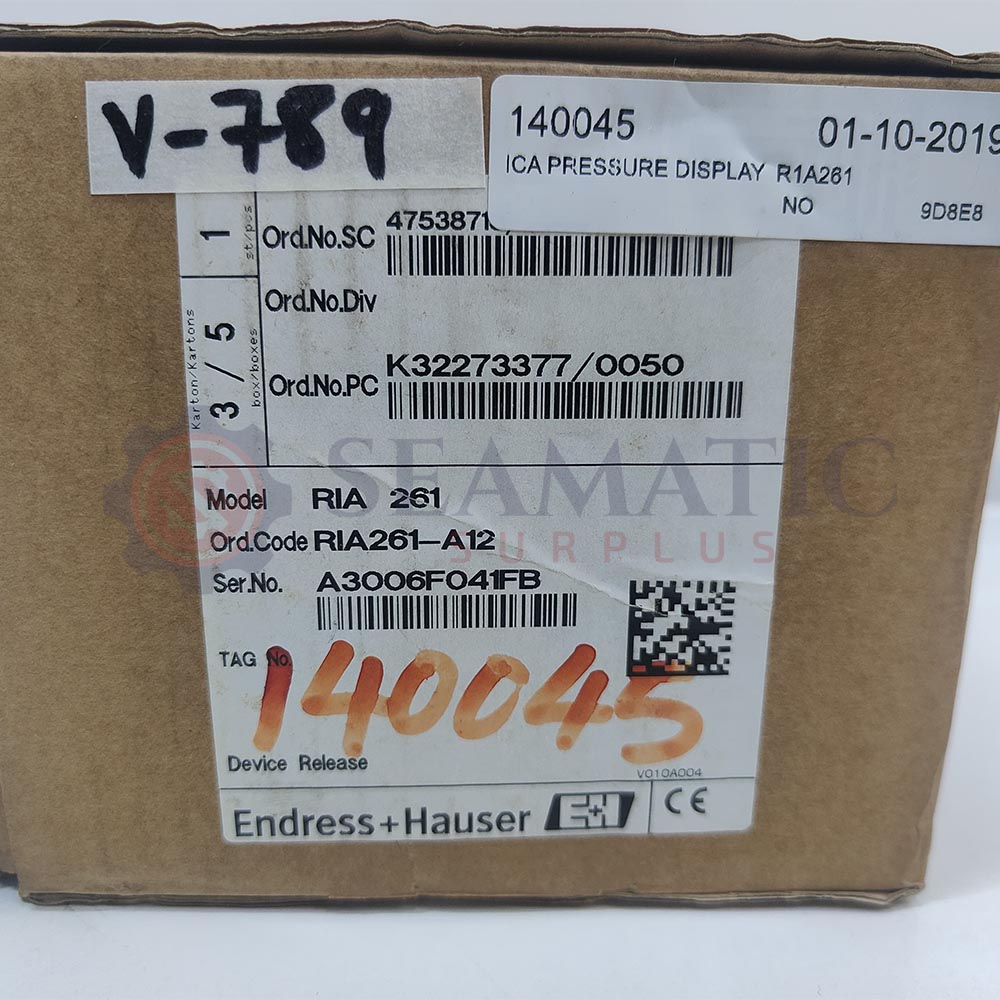 V-789
140045 01-10-2019
ICA PRESSURE DISPLAY R1A261
NO 9D8E8
1 st/pcs
Ord.No.SC 4753871
Ord.No.Div
Karton/Kartons 3 / 5 box/boxes
Ord.No.PC K32273377/0050
SEAMATIC
SURPLUS
Model RIA 261
Ord.Code RIA261-A12
Ser.No. A3006F041FB
TAG No.
140045
Device Release
V010A004
Endress+Hauser E+H CE